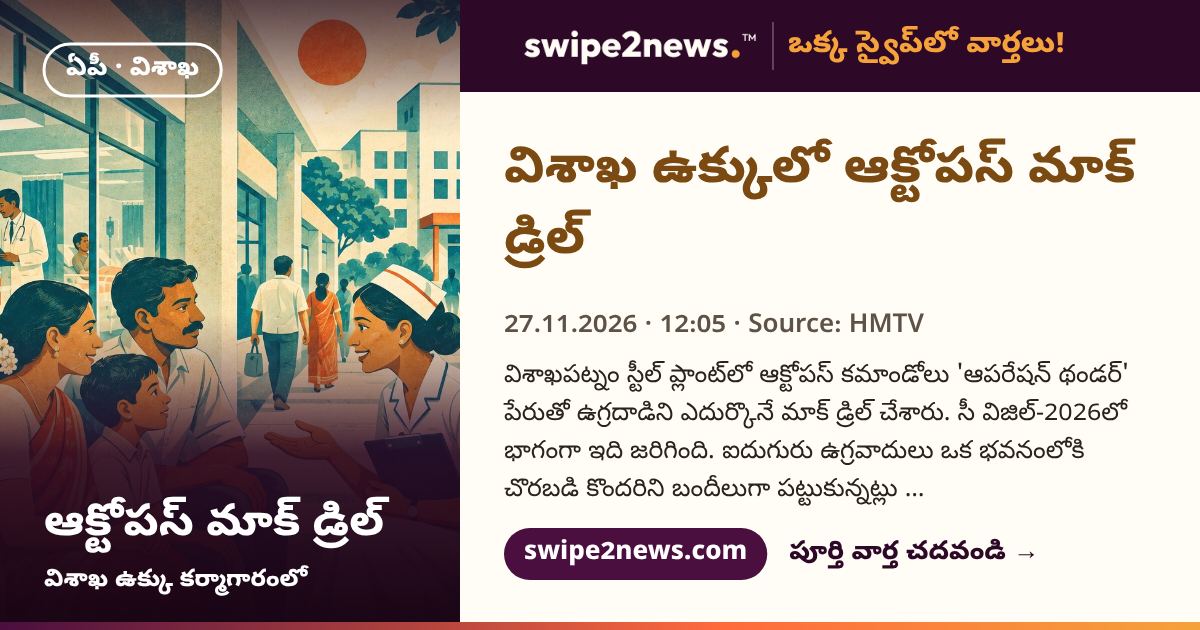 ఏపీ · విశాఖ
ఆక్టోపస్ మాక్ డ్రిల్
విశాఖ ఉక్కు కర్మాగారంలో
swipe2news.™
ఒక్క స్వైప్‌లో వార్తలు!
విశాఖ ఉక్కులో ఆక్టోపస్ మాక్
డ్రిల్
27.11.2026 · 12:05 · Source: HMTV
విశాఖపట్నం స్టీల్ ప్లాంట్‌లో ఆక్టోపస్ కమాండోలు 'ఆపరేషన్ థండర్'
పేరుతో ఉగ్రదాడిని ఎదుర్కొనే మాక్ డ్రిల్ చేశారు. సీ విజిల్-2026లో
భాగంగా ఇది జరిగింది. ఐదుగురు ఉగ్రవాదులు ఒక భవనంలోకి
చొరబడి కొందరిని బందీలుగా పట్టుకున్నట్లు ...
swipe2news.com
పూర్తి వార్త చదవండి →